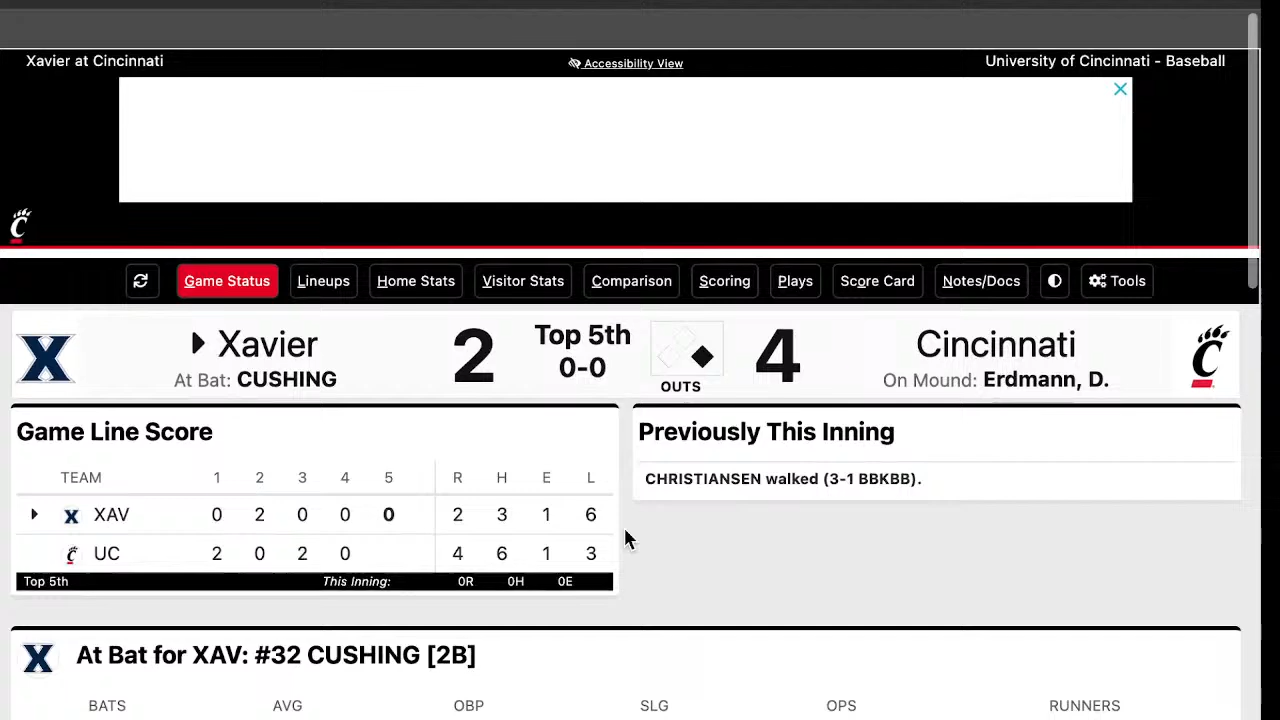 Xavier at Cincinnati Accessibility View University of Cincinnati - Baseball
Game Status Lineups Home Stats Visitor Stats Comparison Scoring Plays Score Card Notes/Docs Tools
Xavier 2 Top 5th 4 Cincinnati
At Bat: CUSHING 0-0 OUTS On Mound: Erdmann, D.
Game Line Score
TEAM 1 2 3 4 5 R H E L
XAV 0 2 0 0 0 2 3 1 6
UC 2 0 2 0 4 6 1 3
Top 5th This Inning: 0R 0H 0E
Previously This Inning
CHRISTIANSEN walked (3-1 BBKBB).
At Bat for XAV: #32 CUSHING [2B]
BATS AVG OBP SLG OPS RUNNERS